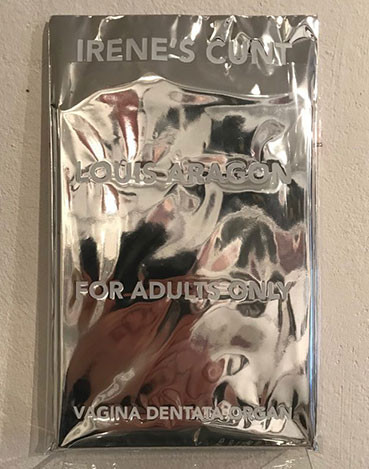 IRENE'S CUNT
LOUIS ARAGON
FOR ADULTS ONLY
VAGINA DENTATA ORGAN